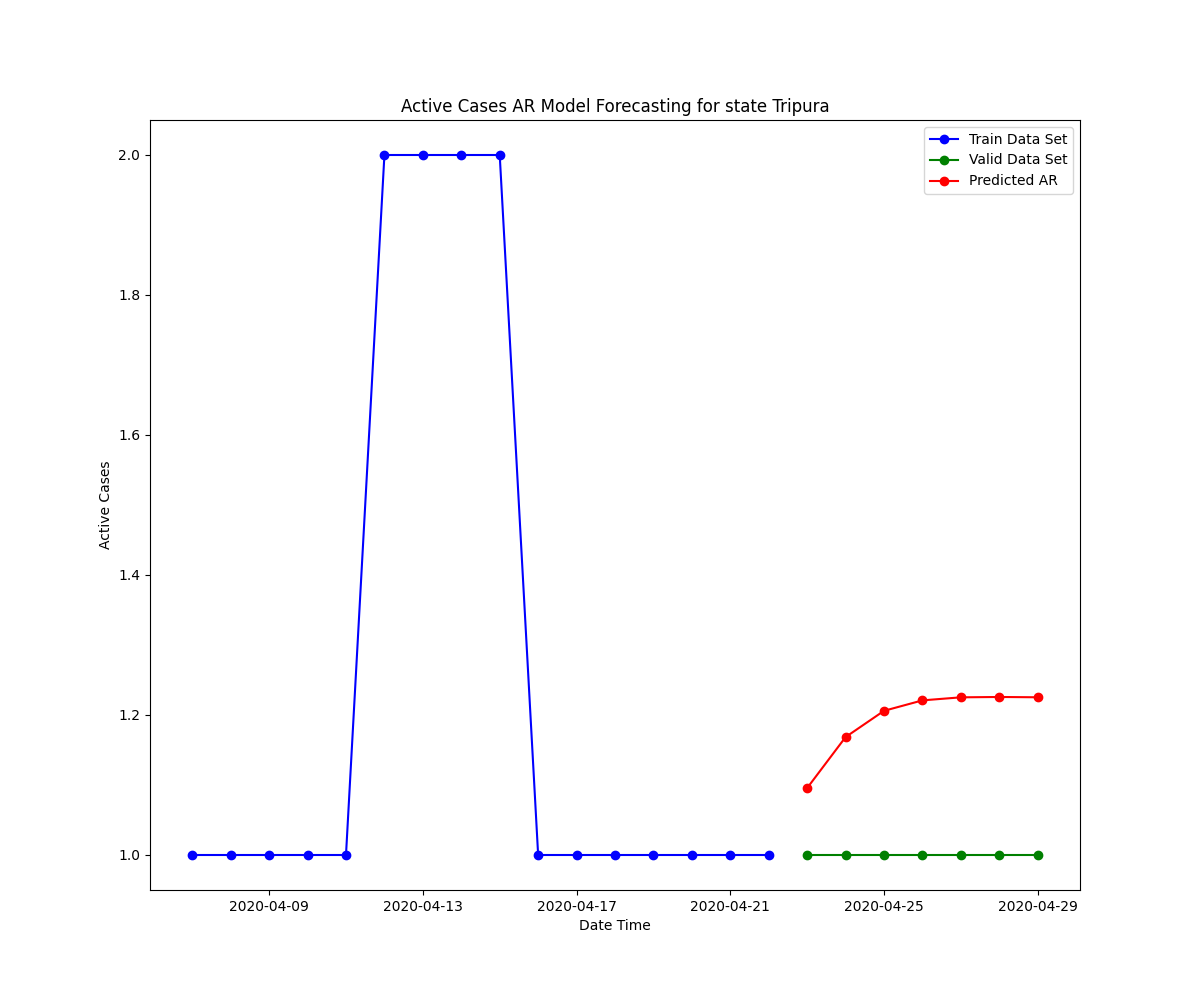 Active Cases AR Model Forecasting for state Tripura
Train Data Set
Valid Data Set
Predicted AR
2.0
1.8
1.6
1.4
1.2
1.0
Active Cases
2020-04-09 2020-04-13 2020-04-17 2020-04-21 2020-04-25 2020-04-29
Date Time